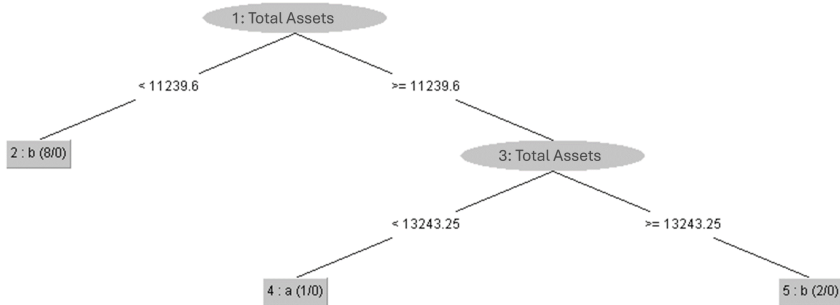 1: Total Assets
< 11239.6
>= 11239.6
2 : b (8/0)
3: Total Assets
< 13243.25
>= 13243.25
4 : a (1/0)
5 : b (2/0)